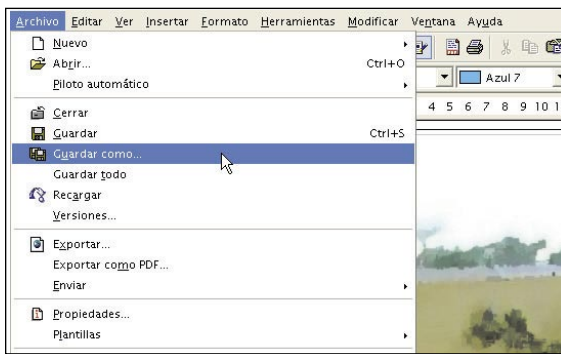 Archivo Editar Ver Insertar Formato Herramientas Modificar Ventana Ayuda
Nuevo
Abrir... Ctrl+O
Piloto automático
Azul 7
Cerrar
4 5 6 7 8 9 10 1
Guardar Ctrl+S
Guardar como...
Guardar todo
Recargar
Versiones...
Exportar...
Exportar como PDF...
Enviar
Propiedades...
Plantillas